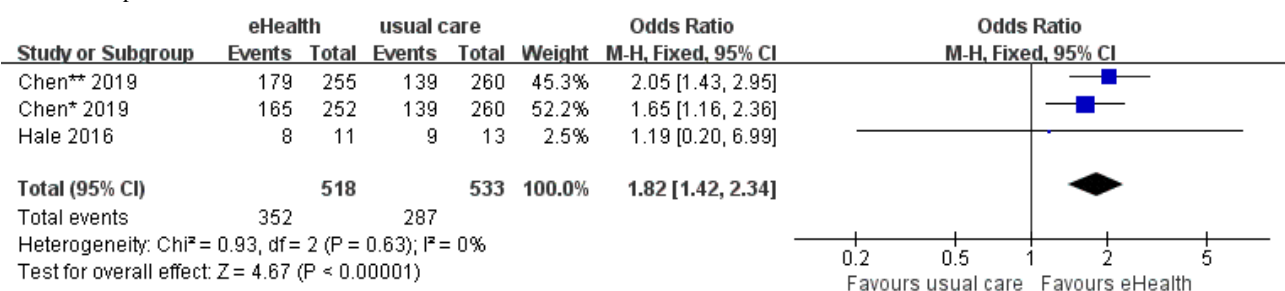 eHealth usual care Odds Ratio Odds Ratio
Study or Subgroup Events Total Events Total Weight M-H, Fixed, 95% CI M-H, Fixed, 95% CI
Chen** 2019 179 255 139 260 45.3% 2.05 [1.43, 2.95]
Chen* 2019 165 252 139 260 52.2% 1.65 [1.16, 2.36]
Hale 2016 8 11 9 13 2.5% 1.19 [0.20, 6.99]
Total (95% CI) 518 533 100.0% 1.82 [1.42, 2.34]
Total events 352 287
Heterogeneity: Chi² = 0.93, df = 2 (P = 0.63); I² = 0%
Test for overall effect: Z = 4.67 (P < 0.00001)
0.2 0.5 1 2 5
Favours usual care Favours eHealth